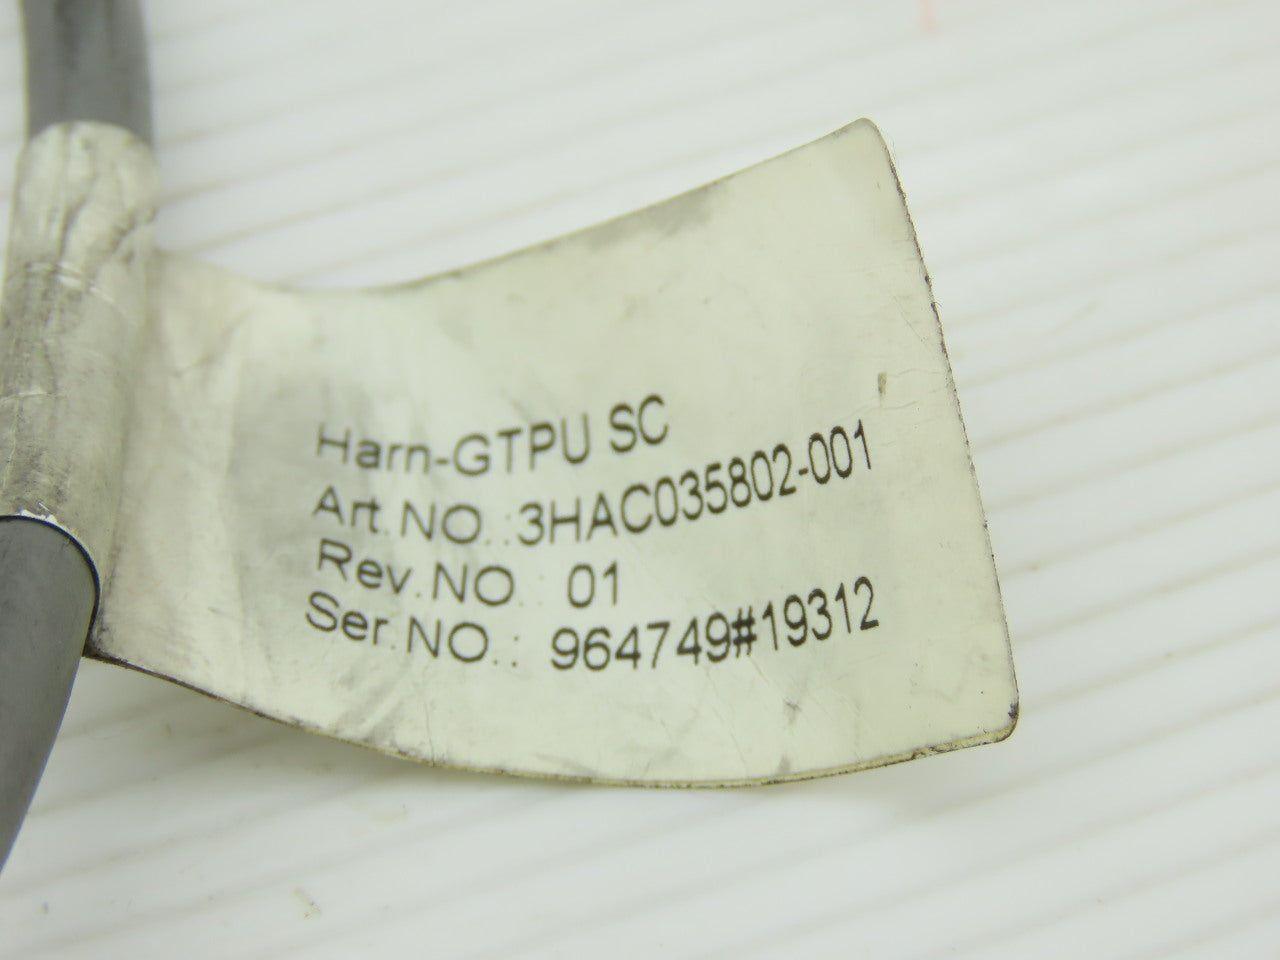 Harn-GTPU SC
Art.NO.:3HAC035802-001
Rev.NO.: 01
Ser.NO.: 964749#19312